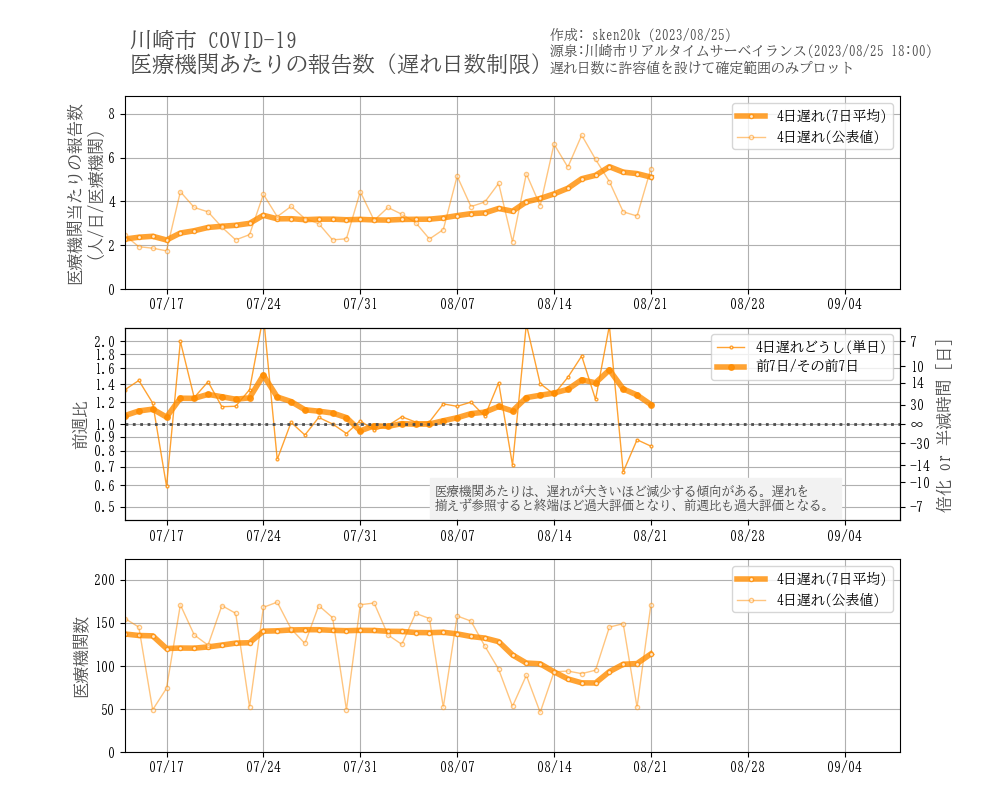 川崎市 COVID-19
医療機関あたりの報告数 (遅れ日数制限)
作成: sken20k (2023/08/25)
源泉:川崎市リアルタイムサーベイランス(2023/08/25 18:00)
遅れ日数に許容値を設けて確定範囲のみプロット
医療機関当たりの報告数
(人/日/医療機関)
8
6
4
2
0
4日遅れ(7日平均)
4日遅れ(公表値)
07/17 07/24 07/31 08/07 08/14 08/21 08/28 09/04
前週比
2.0
1.8
1.6
1.4
1.2
1.0
0.9
0.8
0.7
0.6
0.5
4日遅れどうし(単日)
前7日/その前7日
7
10
14
30
∞
-30
-14
-10
-7
倍化 or 半減時間 [日]
医療機関あたりは、遅れが大きいほど減少する傾向がある。遅れを
揃えず参照すると終端ほど過大評価となり、前週比も過大評価となる。
07/17 07/24 07/31 08/07 08/14 08/21 08/28 09/04
医療機関数
200
150
100
50
0
4日遅れ(7日平均)
4日遅れ(公表値)
07/17 07/24 07/31 08/07 08/14 08/21 08/28 09/04